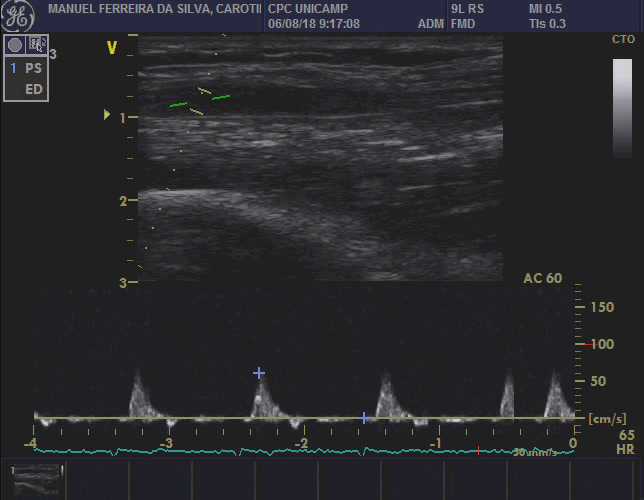 MANUEL FERREIRA DA SILVA, CAROTI
CPC UNICAMP
9L RS
MI 0.5
06/08/18 9:17:08
ADM
FMD
TIs 0.3
CTO
V
3
1 PS
ED
1
2
3
AC 60
150
100
50
[cm/s]
-4
-3
-2
-1
0
65
HR
50mm/s
1